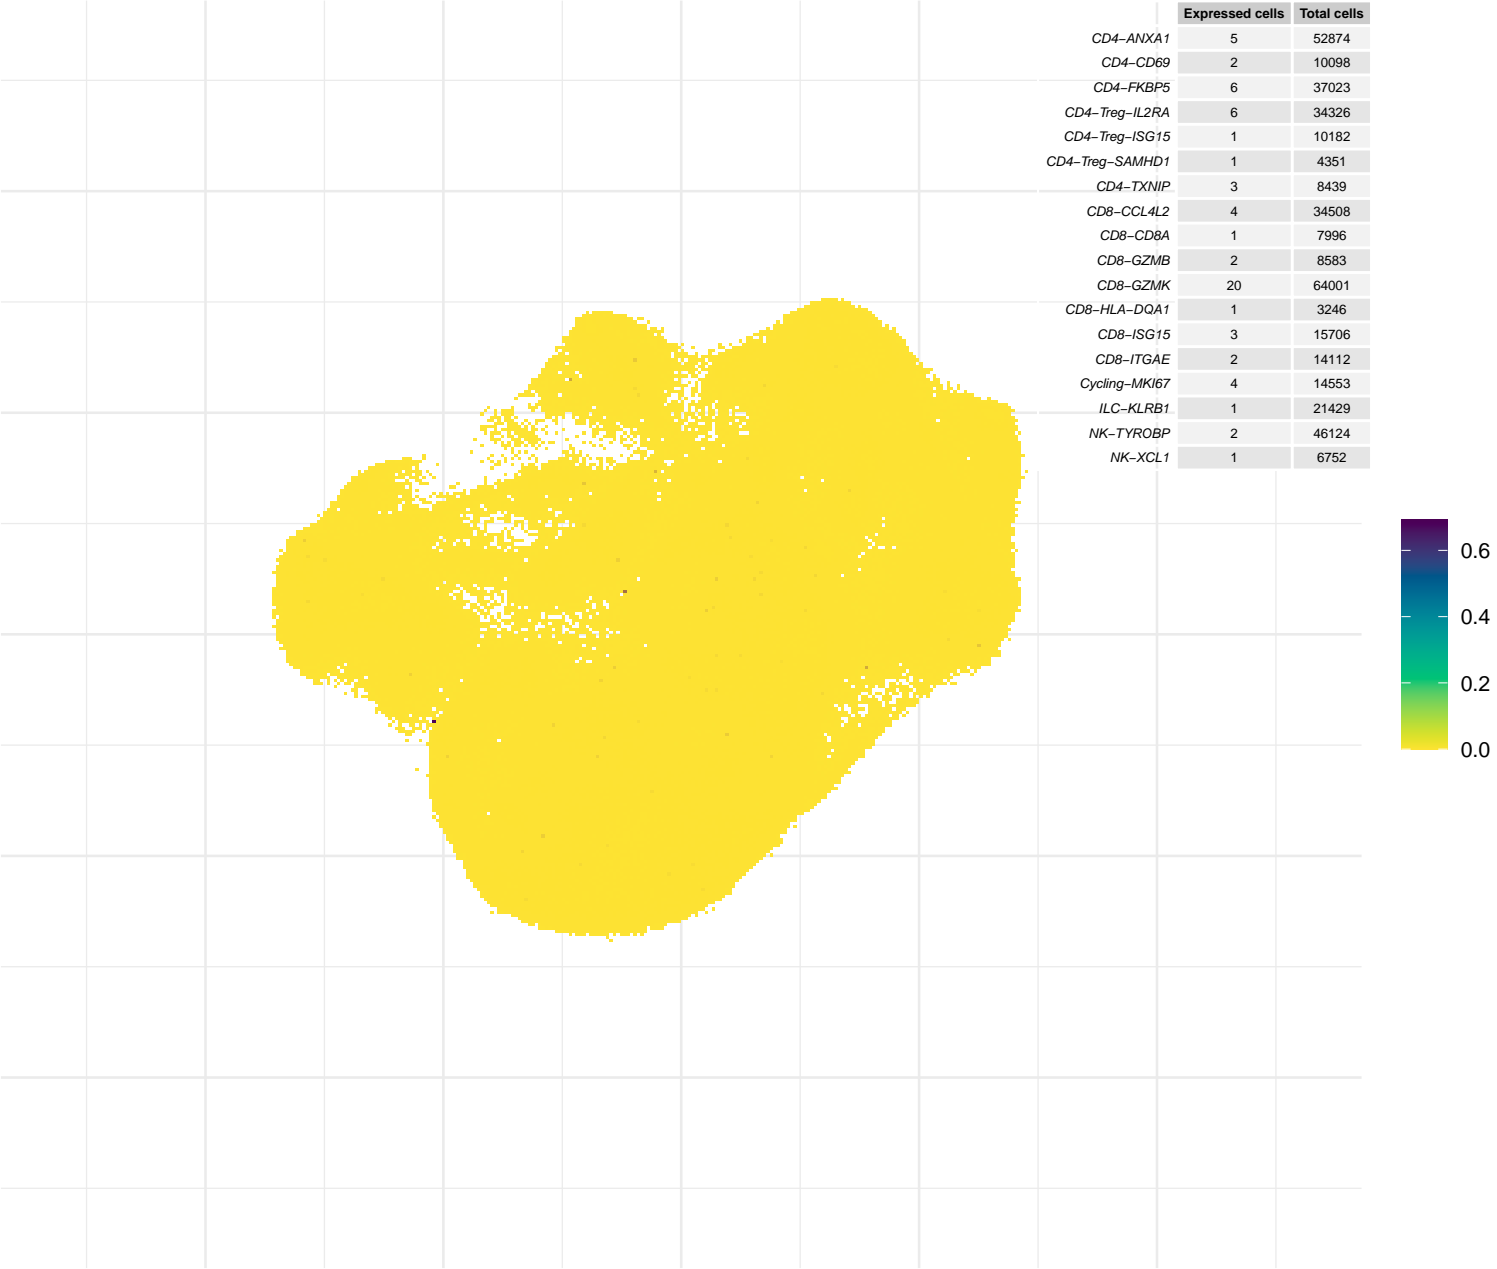 Expressed cells Total cells
CD4−ANXA1 5 52874
CD4−CD69 2 10098
CD4−FKBP5 6 37023
CD4−Treg−IL2RA 6 34326
CD4−Treg−ISG15 1 10182
CD4−Treg−SAMHD1 1 4351
CD4−TXNIP 3 8439
CD8−CCL4L2 4 34508
CD8−CD8A 1 7996
CD8−GZMB 2 8583
CD8−GZMK 20 64001
CD8−HLA−DQA1 1 3246
CD8−ISG15 3 15706
CD8−ITGAE 2 14112
Cycling−MKI67 4 14553
ILC−KLRB1 1 21429
NK−TYROBP 2 46124
NK−XCL1 1 6752
0.6
0.4
0.2
0.0